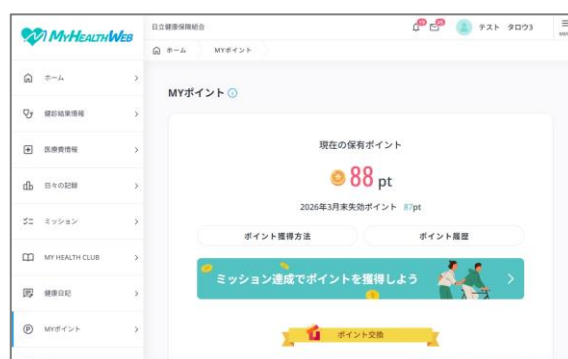 MY HEALTH WEB
日立健康保険組合
テスト タロウ3
ホーム
MYポイント
ホーム
健診結果情報
医療費情報
日々の記録
ミッション
MY HEALTH CLUB
健康日記
MYポイント
MYポイント
現在の保有ポイント
88 pt
2026年3月末失効ポイント 87pt
ポイント獲得方法
ポイント履歴
ミッション達成でポイントを獲得しよう
ポイント交換